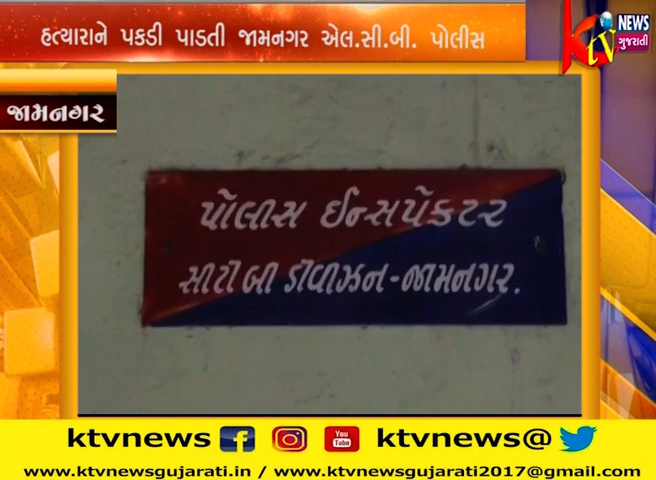 હત્યારાને પકડી પાડતી જામનગર એલ.સી.બી. પોલીસ
Ktv NEWS
ગુજરાતી
જામનગર
પોલીસ ઈન્સપેકટર
સીટી બી ડીવીઝન-જામનગર.
ktvnews You Tube ktvnews@
www.ktvnewsgujarati.in / www.ktvnewsgujarati2017@gmail.com